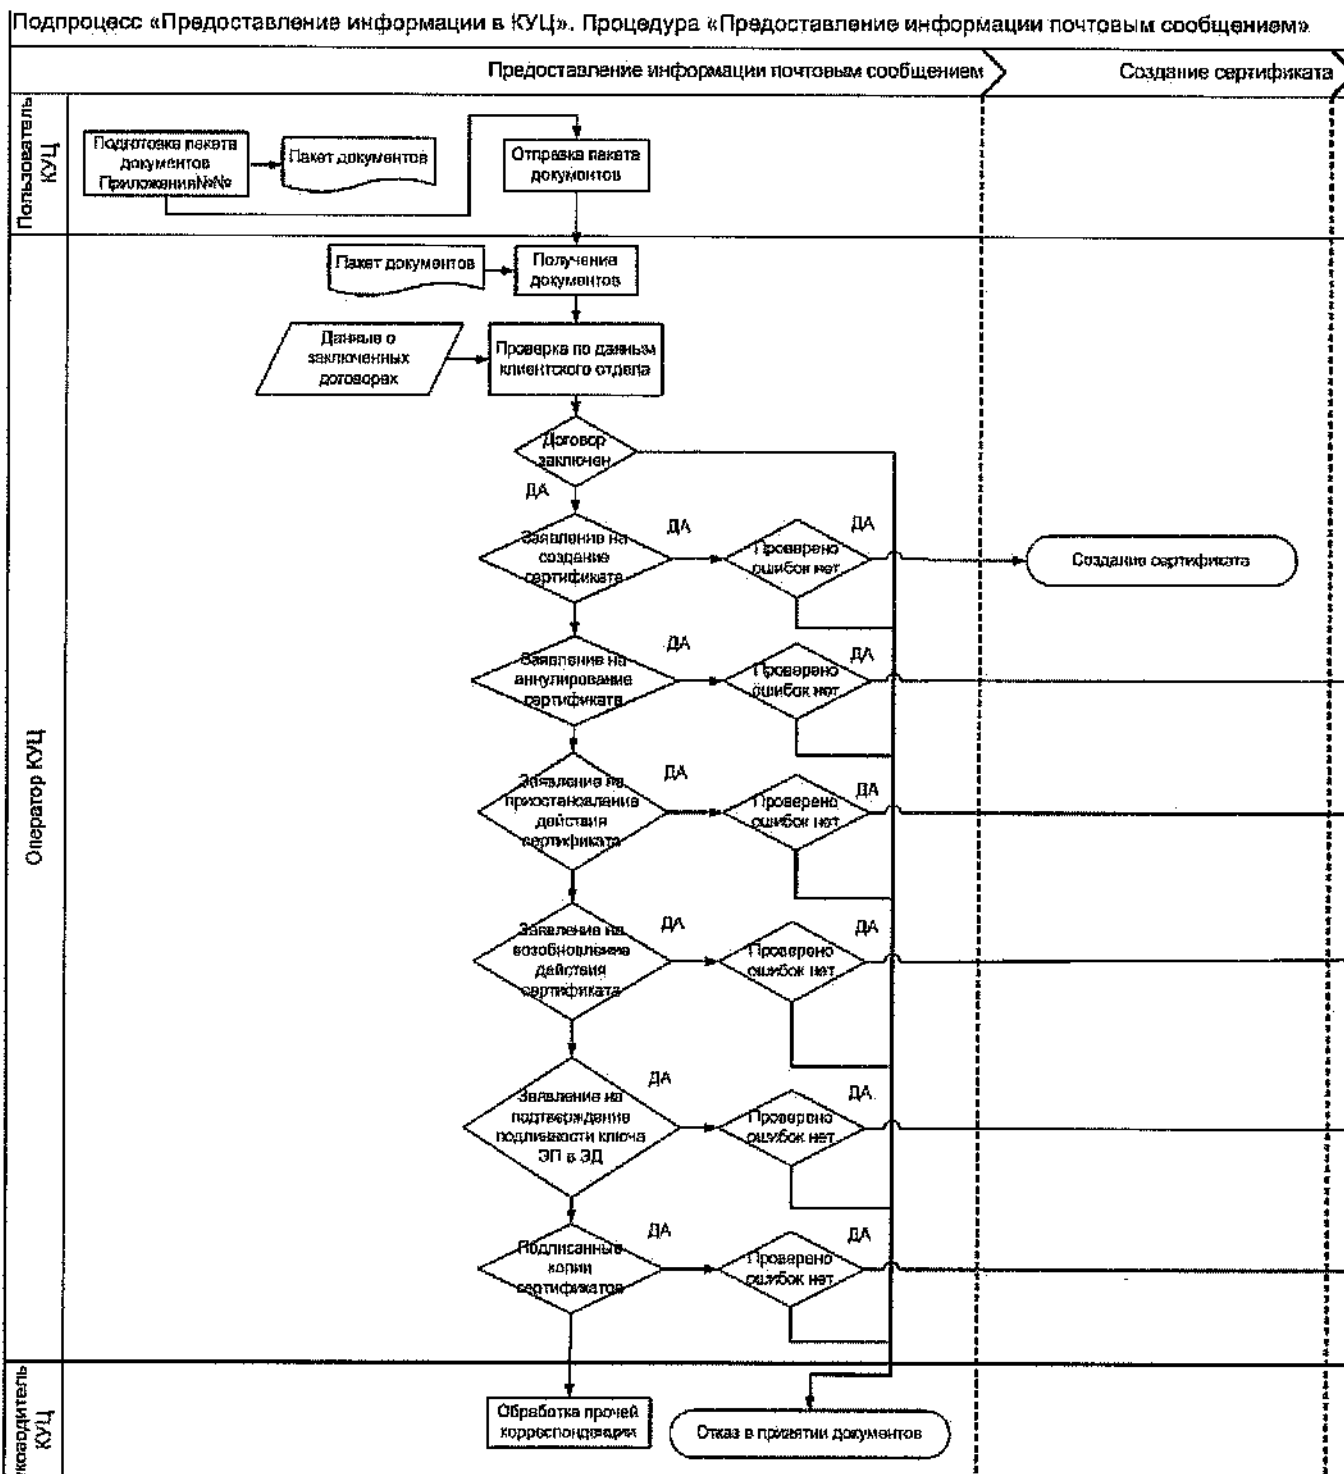 Подпроцесс «Предоставление информации в КУЦ». Процедура «Предоставление информации почтовым сообщением»
Предоставление информации почтовым сообщением
Создание сертификата
Пользователь
КУЦ
Подготовка пакета
документов
Приложения№№
Пакет документов
Отправка пакета
документов
Оператор КУЦ
Пакет документов
Получение
документов
Данные о
заключенных
договорах
Проверка по данным
клиентского отдела
Договор
заключен
ДА
Заявление на
создание
сертификата
ДА
Проверено
ошибок нет
ДА
Создание сертификата
Заявление на
аннулирование
сертификата
ДА
Проверено
ошибок нет
ДА
Заявление на
приостановление
действия
сертификата
ДА
Проверено
ошибок нет
ДА
Заявление на
возобновление
действия
сертификата
ДА
Проверено
ошибок нет
ДА
Заявление на
подтверждение
подлинности ключа
ЭП в ЭД
ДА
Проверено
ошибок нет
ДА
Подписанные
копии
сертификатов
ДА
Проверено
ошибок нет
ДА
КУЦ
Обработка прочей
корреспонденции
Отказ в принятии документов